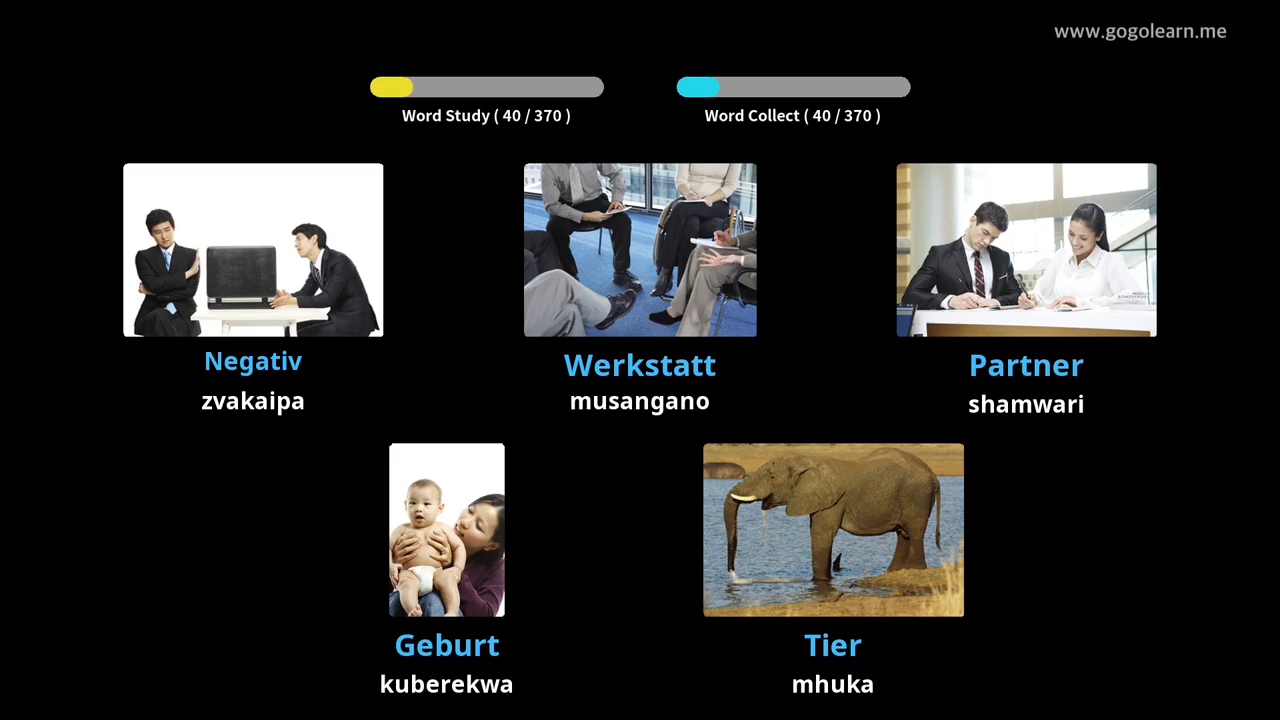 www.gogolearn.me
Word Study ( 40 / 370 )
Word Collect ( 40 / 370 )
Negativ
zvakaipa
Werkstatt
musangano
Partner
shamwari
Geburt
kuberekwa
Tier
mhuka